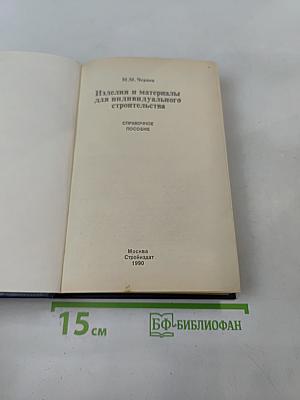 М.М. Чернов
Изделия и материалы
для индивидуального
строительства
СПРАВОЧНОЕ
ПОСОБИЕ
Москва
Стройиздат
1990
15 см
БФ-БИБЛИОФАН